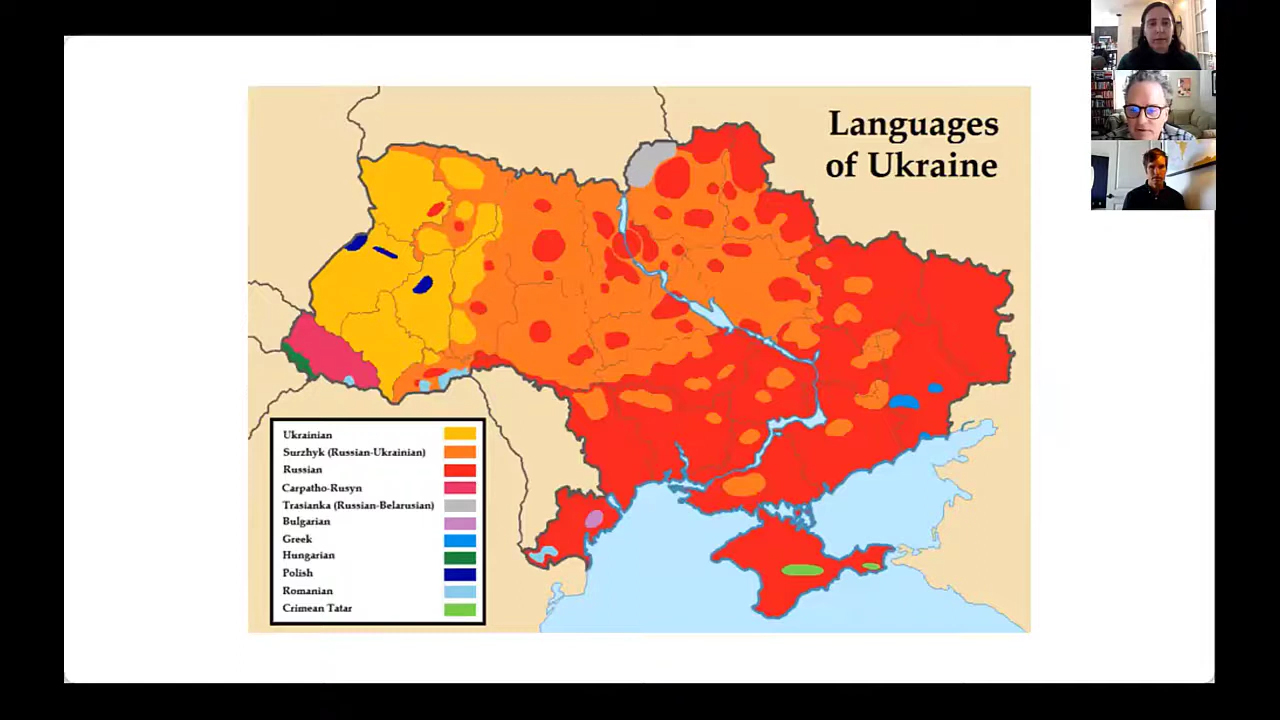 Languages
of Ukraine
Ukrainian
Surzhyk (Russian-Ukrainian)
Russian
Carpatho-Rusyn
Trasianka (Russian-Belarusian)
Bulgarian
Greek
Hungarian
Polish
Romanian
Crimean Tatar